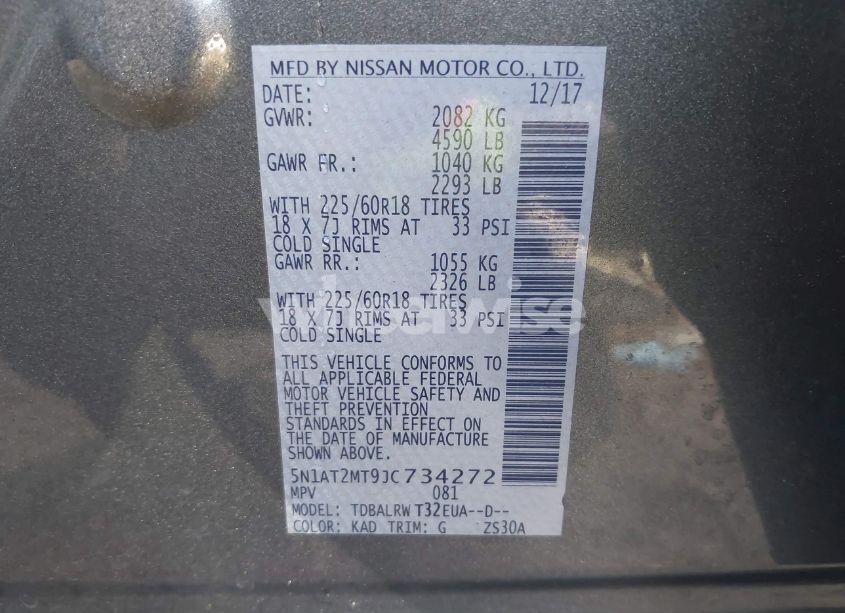 MFD BY NISSAN MOTOR CO., LTD.
DATE: 12/17
GVWR: 2082 KG
4590 LB
GAWR FR.: 1040 KG
2293 LB
WITH 225/60R18 TIRES
18 X 7J RIMS AT 33 PSI
COLD SINGLE
GAWR RR.: 1055 KG
2326 LB
WITH 225/60R18 TIRES
18 X 7J RIMS AT 33 PSI
COLD SINGLE
THIS VEHICLE CONFORMS TO
ALL APPLICABLE FEDERAL
MOTOR VEHICLE SAFETY AND
THEFT PREVENTION
STANDARDS IN EFFECT ON
THE DATE OF MANUFACTURE
SHOWN ABOVE.
5N1AT2MT9JC734272
MPV 081
MODEL: TDBALRW T32EUA--D--
COLOR: KAD TRIM: G ZS30A